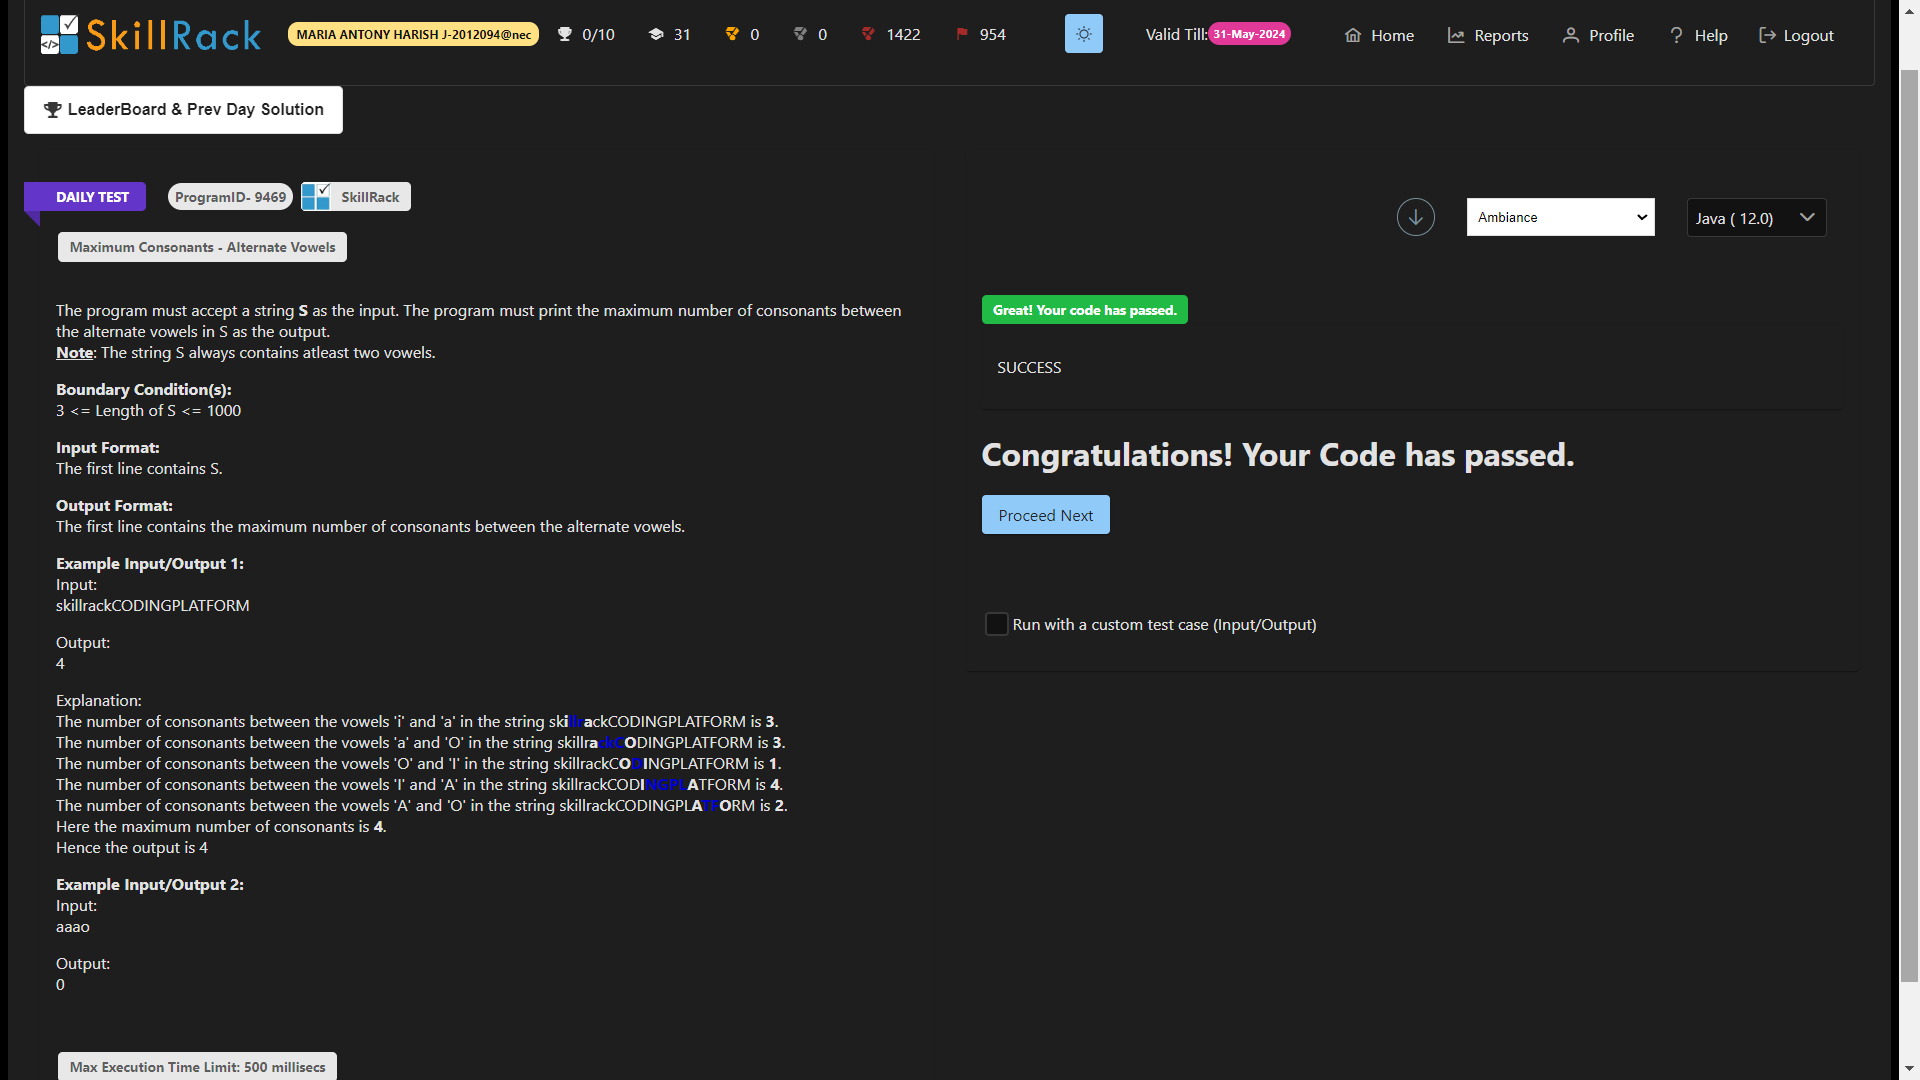 SkillRack
MARIA ANTONY HARISH J-2012094@nec
0/10
31
0
0
1422
954
Valid Till: 31-May-2024
Home
Reports
Profile
Help
Logout
LeaderBoard & Prev Day Solution
DAILY TEST
ProgramID- 9469
SkillRack
Ambiance
Java ( 12.0)
Maximum Consonants - Alternate Vowels
The program must accept a string S as the input. The program must print the maximum number of consonants between
the alternate vowels in S as the output.
Note: The string S always contains atleast two vowels.
Boundary Condition(s):
3 <= Length of S <= 1000
Input Format:
The first line contains S.
Output Format:
The first line contains the maximum number of consonants between the alternate vowels.
Example Input/Output 1:
Input:
skillrackCODINGPLATFORM
Output:
4
Explanation:
The number of consonants between the vowels 'i' and 'a' in the string skillrackCODINGPLATFORM is 3.
The number of consonants between the vowels 'a' and 'O' in the string skillrackCODINGPLATFORM is 3.
The number of consonants between the vowels 'O' and 'I' in the string skillrackCODINGPLATFORM is 1.
The number of consonants between the vowels 'I' and 'A' in the string skillrackCODINGPLATFORM is 4.
The number of consonants between the vowels 'A' and 'O' in the string skillrackCODINGPLATFORM is 2.
Here the maximum number of consonants is 4.
Hence the output is 4
Example Input/Output 2:
Input:
aaao
Output:
0
Max Execution Time Limit: 500 millisecs
Great! Your code has passed.
SUCCESS
Congratulations! Your Code has passed.
Proceed Next
Run with a custom test case (Input/Output)